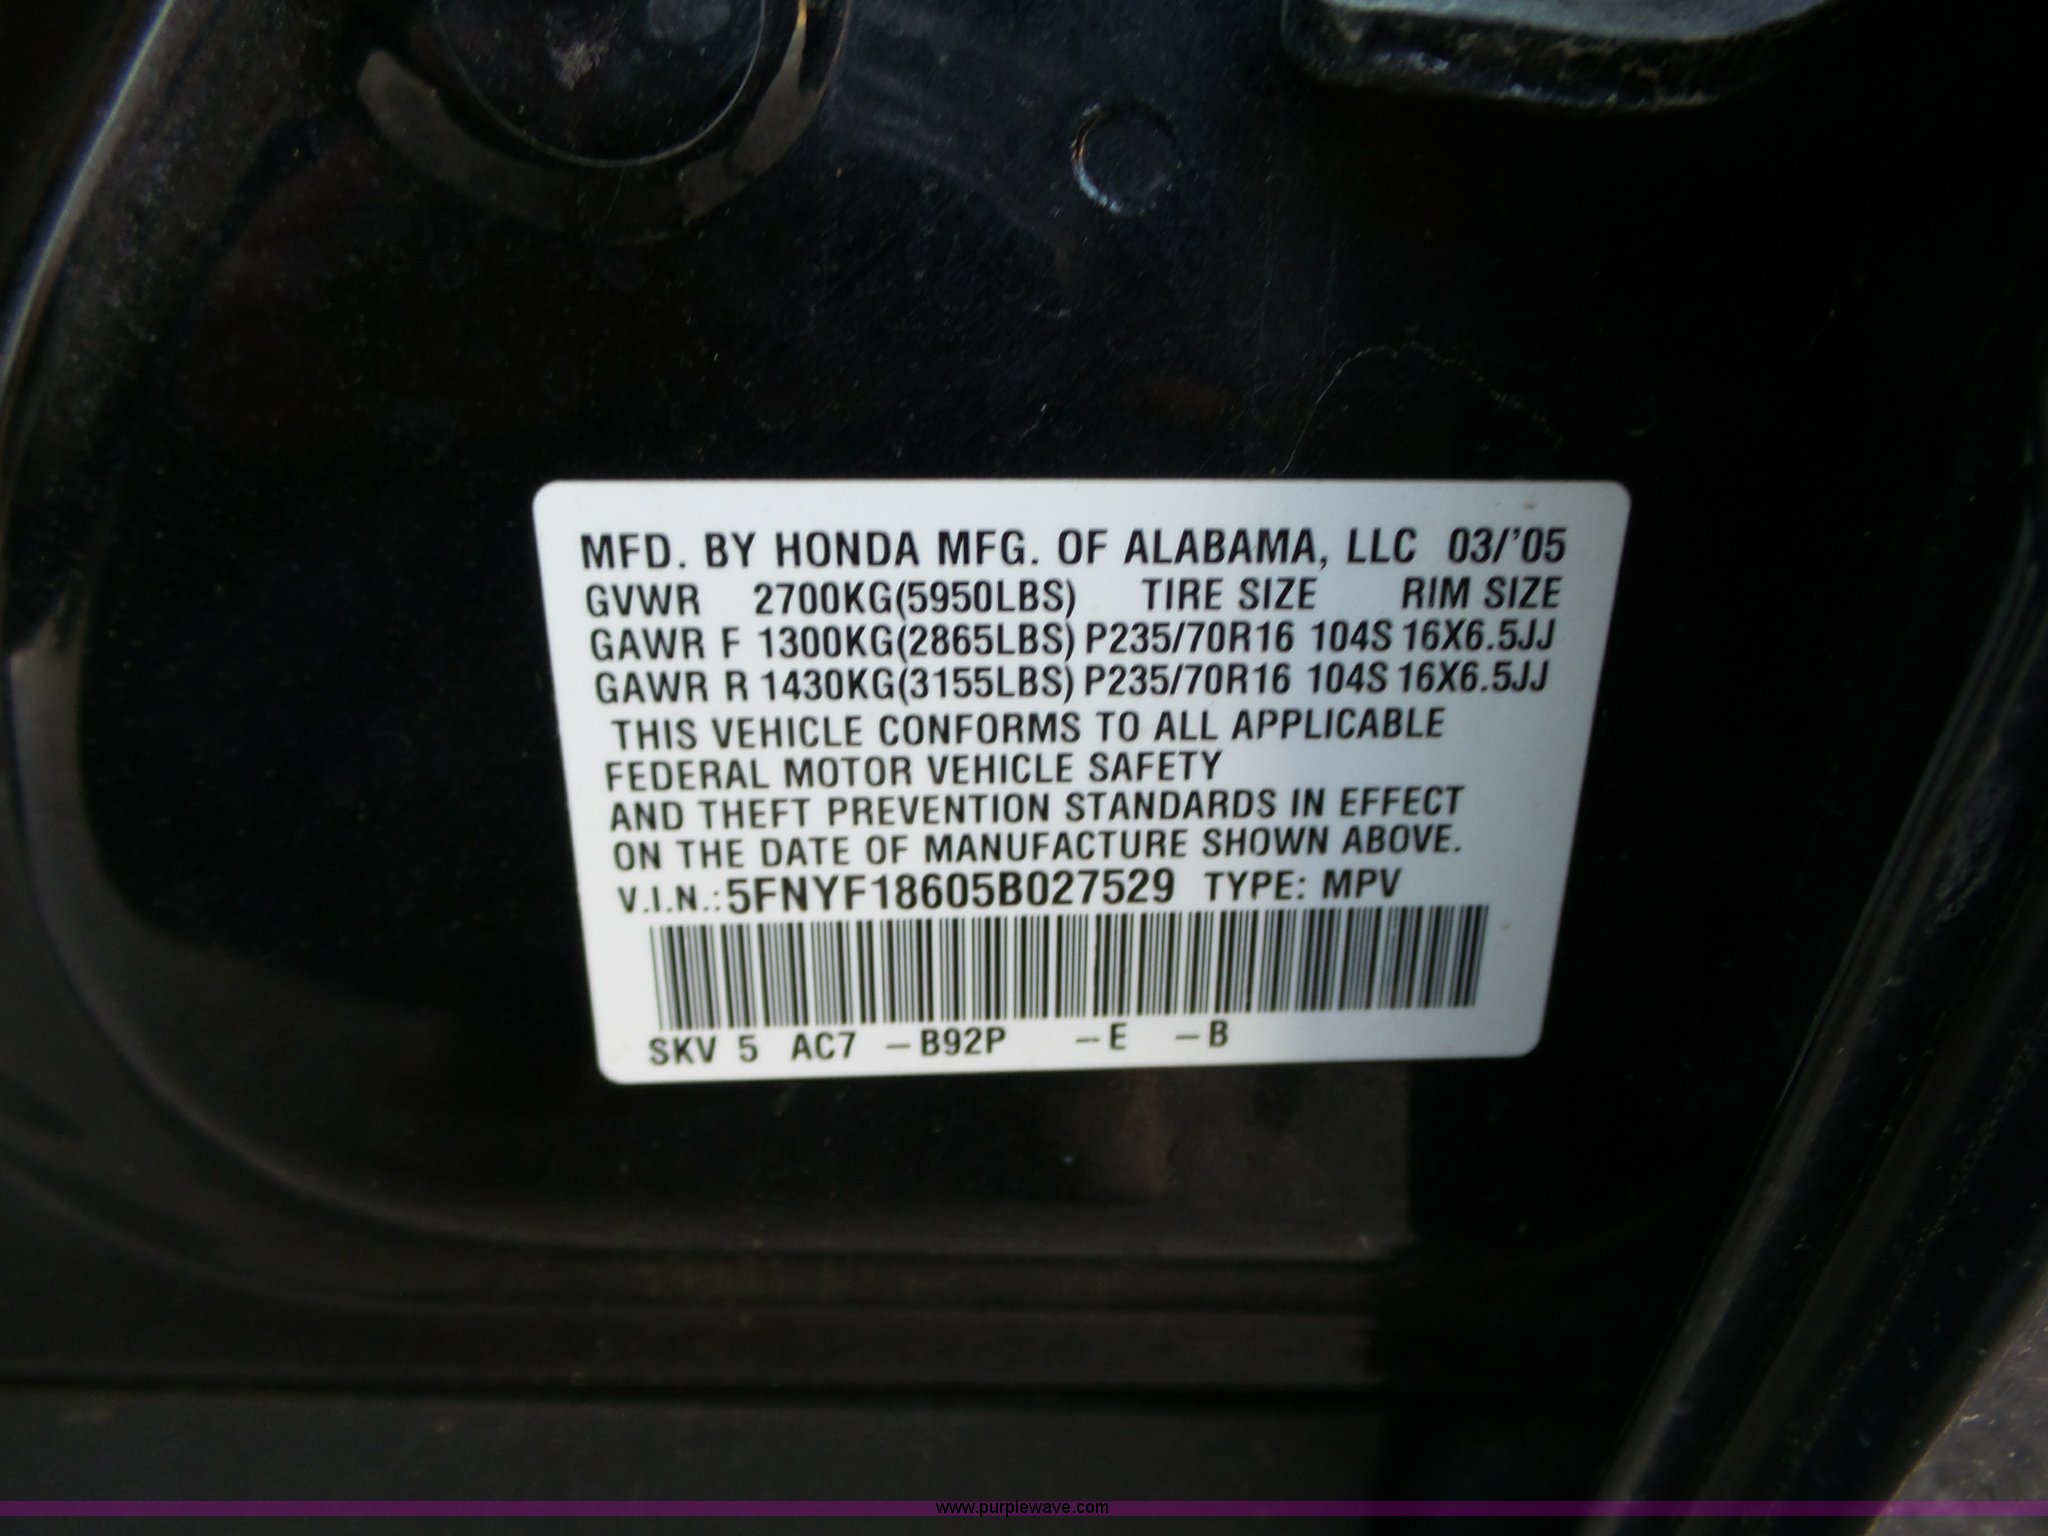 MFD. BY HONDA MFG. OF ALABAMA, LLC 03/'05
GVWR 2700KG(5950LBS) TIRE SIZE RIM SIZE
GAWR F 1300KG(2865LBS) P235/70R16 104S 16X6.5JJ
GAWR R 1430KG(3155LBS) P235/70R16 104S 16X6.5JJ
THIS VEHICLE CONFORMS TO ALL APPLICABLE
FEDERAL MOTOR VEHICLE SAFETY
AND THEFT PREVENTION STANDARDS IN EFFECT
ON THE DATE OF MANUFACTURE SHOWN ABOVE.
V.I.N.:5FNYF18605B027529 TYPE: MPV
SKV 5 AC7 –B92P –E –B
www.purplewave.com